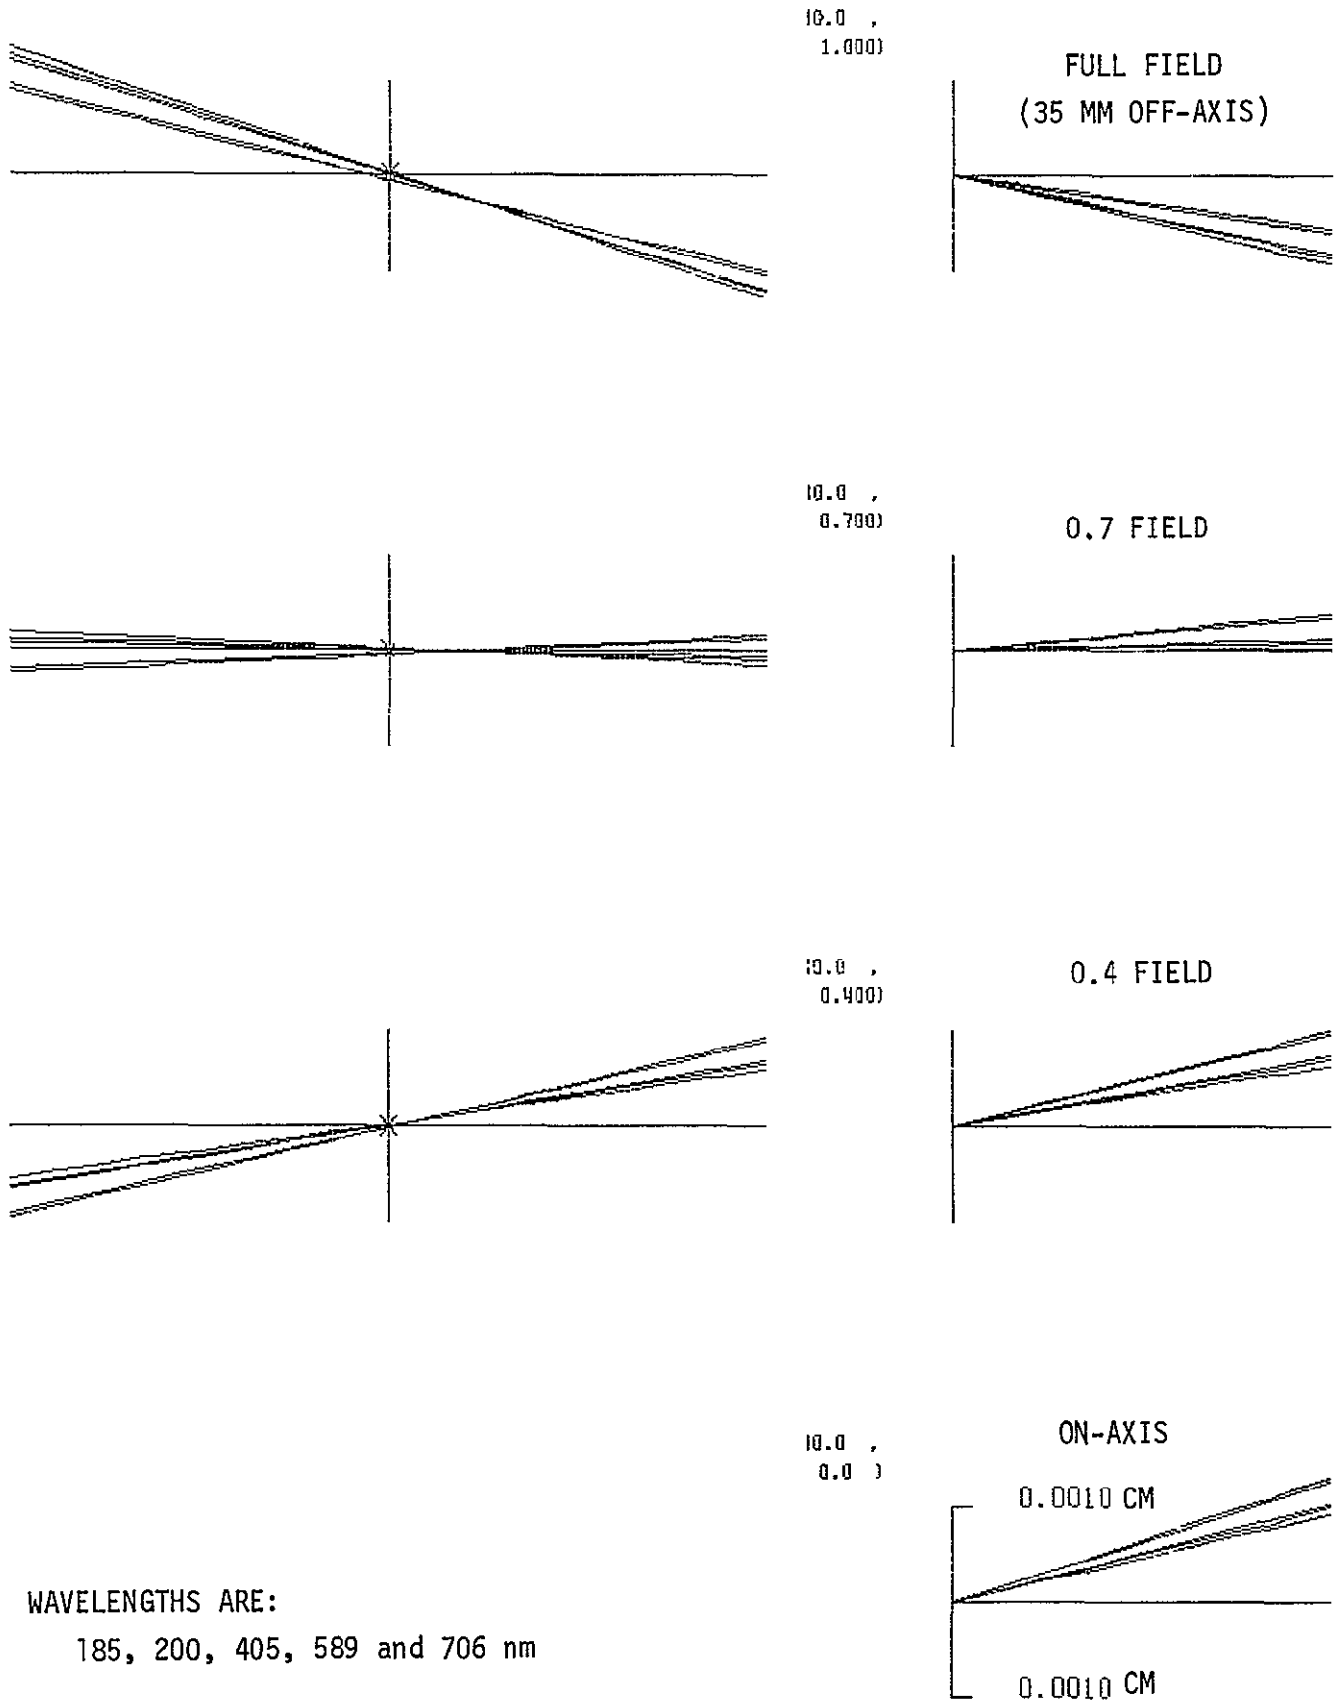 (0.0 ,
1.000)
FULL FIELD
(35 MM OFF-AXIS)
(0.0 ,
0.700)
0.7 FIELD
(0.0 ,
0.400)
0.4 FIELD
(0.0 ,
0.0 )
ON-AXIS
0.0010 CM
WAVELENGTHS ARE:
185, 200, 405, 589 and 706 nm
0.0010 CM